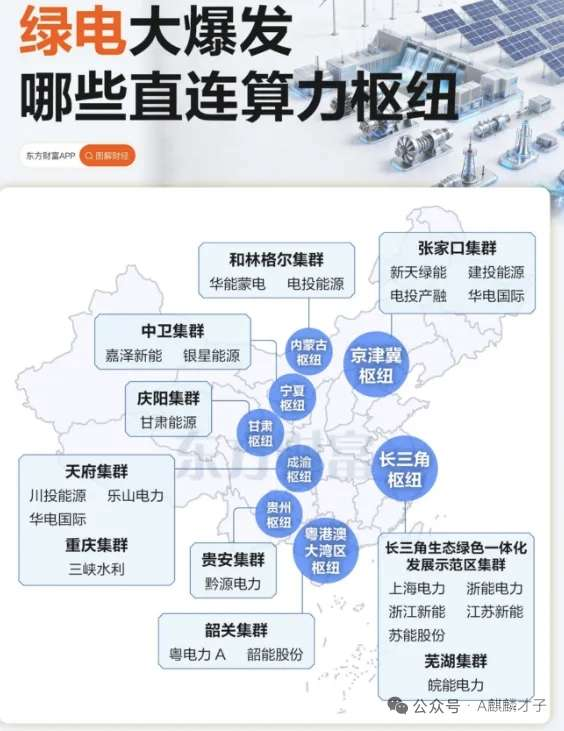 绿电大爆发
哪些直连算力枢纽
东方财富APP 图解财经
和林格尔集群
华能蒙电 电投能源
张家口集群
新天绿能 建投能源
电投产融 华电国际
中卫集群
嘉泽新能 银星能源
庆阳集群
甘肃能源
内蒙古
枢纽
京津冀
枢纽
宁夏
枢纽
甘肃
枢纽
成渝
枢纽
长三角
枢纽
贵州
枢纽
粤港澳
大湾区
枢纽
东方财富
天府集群
川投能源 乐山电力
华电国际
重庆集群
三峡水利
贵安集群
黔源电力
韶关集群
粤电力A 韶能股份
长三角生态绿色一体化
发展示范区集群
上海电力 浙能电力
浙江新能 江苏新能
苏能股份
芜湖集群
皖能电力
公众号·A麒麟才子